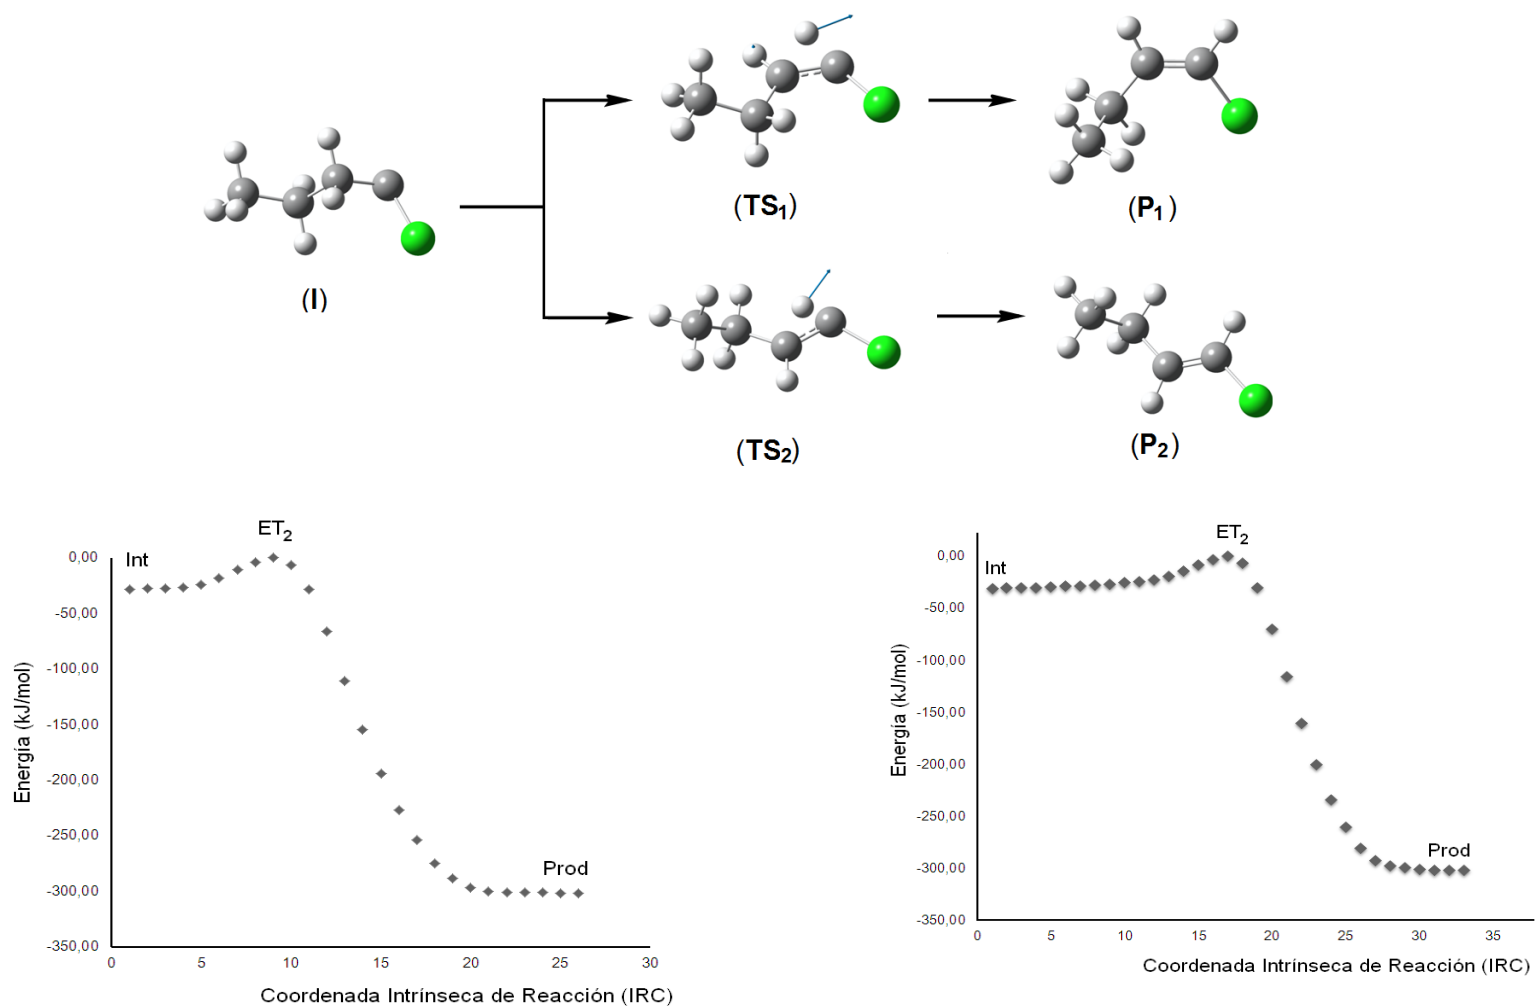 (I)
(TS₁)
(P₁)
(TS₂)
(P₂)
Energía (kJ/mol)
0,00
-50,00
-100,00
-150,00
-200,00
-250,00
-300,00
-350,00
Int
ET₂
Prod
0 5 10 15 20 25 30
Coordenada Intrínseca de Reacción (IRC)
Energía (kJ/mol)
0,00
-50,00
-100,00
-150,00
-200,00
-250,00
-300,00
-350,00
Int
ET₂
Prod
0 5 10 15 20 25 30 35
Coordenada Intrínseca de Reacción (IRC)